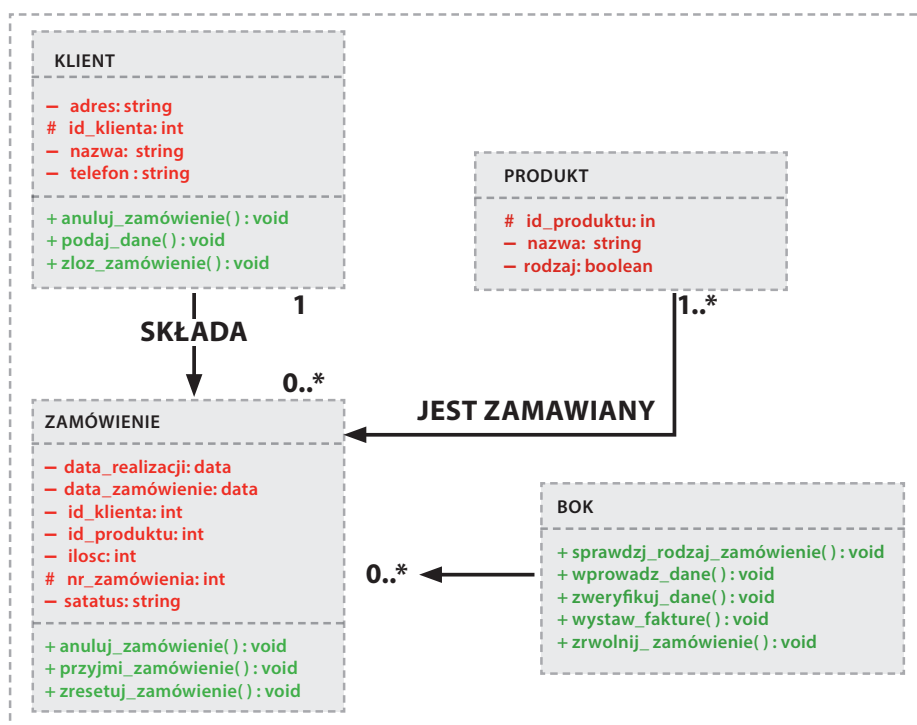 KLIENT
– adres: string
# id_klienta: int
– nazwa: string
– telefon : string
+ anuluj_zamówienie( ) : void
+ podaj_dane( ) : void
+ zloz_zamówienie( ) : void
1
SKŁADA
0..*
PRODUKT
# id_produktu: in
– nazwa: string
– rodzaj: boolean
1..*
JEST ZAMAWIANY
ZAMÓWIENIE
– data_realizacji: data
– data_zamówienie: data
– id_klienta: int
– id_produktu: int
– ilosc: int
# nr_zamówienia: int
– satatus: string
+ anuluj_zamówienie( ) : void
+ przyjmi_zamówienie( ) : void
+ zresetuj_zamówienie( ) : void
0..*
BOK
+ sprawdzj_rodzaj_zamówienie( ) : void
+ wprowadz_dane( ) : void
+ zweryfikuj_dane( ) : void
+ wystaw_fakture( ) : void
+ zrwolnij_ zamówienie( ) : void